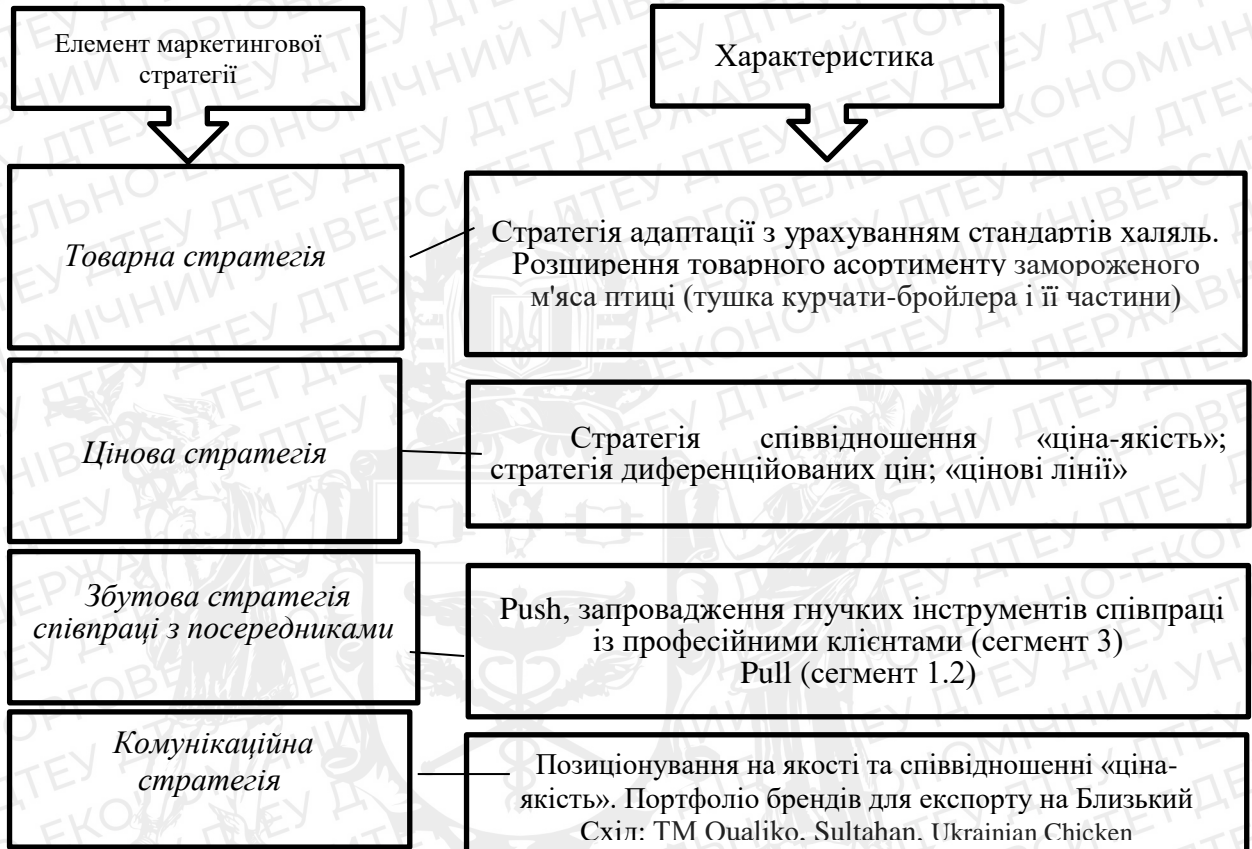 Елемент маркетингової
стратегії
Характеристика
Товарна стратегія
Стратегія адаптації з урахуванням стандартів халяль.
Розширення товарного асортименту замороженого
м'яса птиці (тушка курчати-бройлера і її частини)
Цінова стратегія
Стратегія співвідношення «ціна-якість»;
стратегія диференційованих цін; «цінові лінії»
Збутова стратегія
співпраці з посередниками
Push, запровадження гнучких інструментів співпраці
із професійними клієнтами (сегмент 3)
Pull (сегмент 1.2)
Комунікаційна
стратегія
Позиціонування на якості та співвідношенні «ціна-
якість». Портфоліо брендів для експорту на Близький
Схід: ТМ Qualiko, Sultahan, Ukrainian Chicken